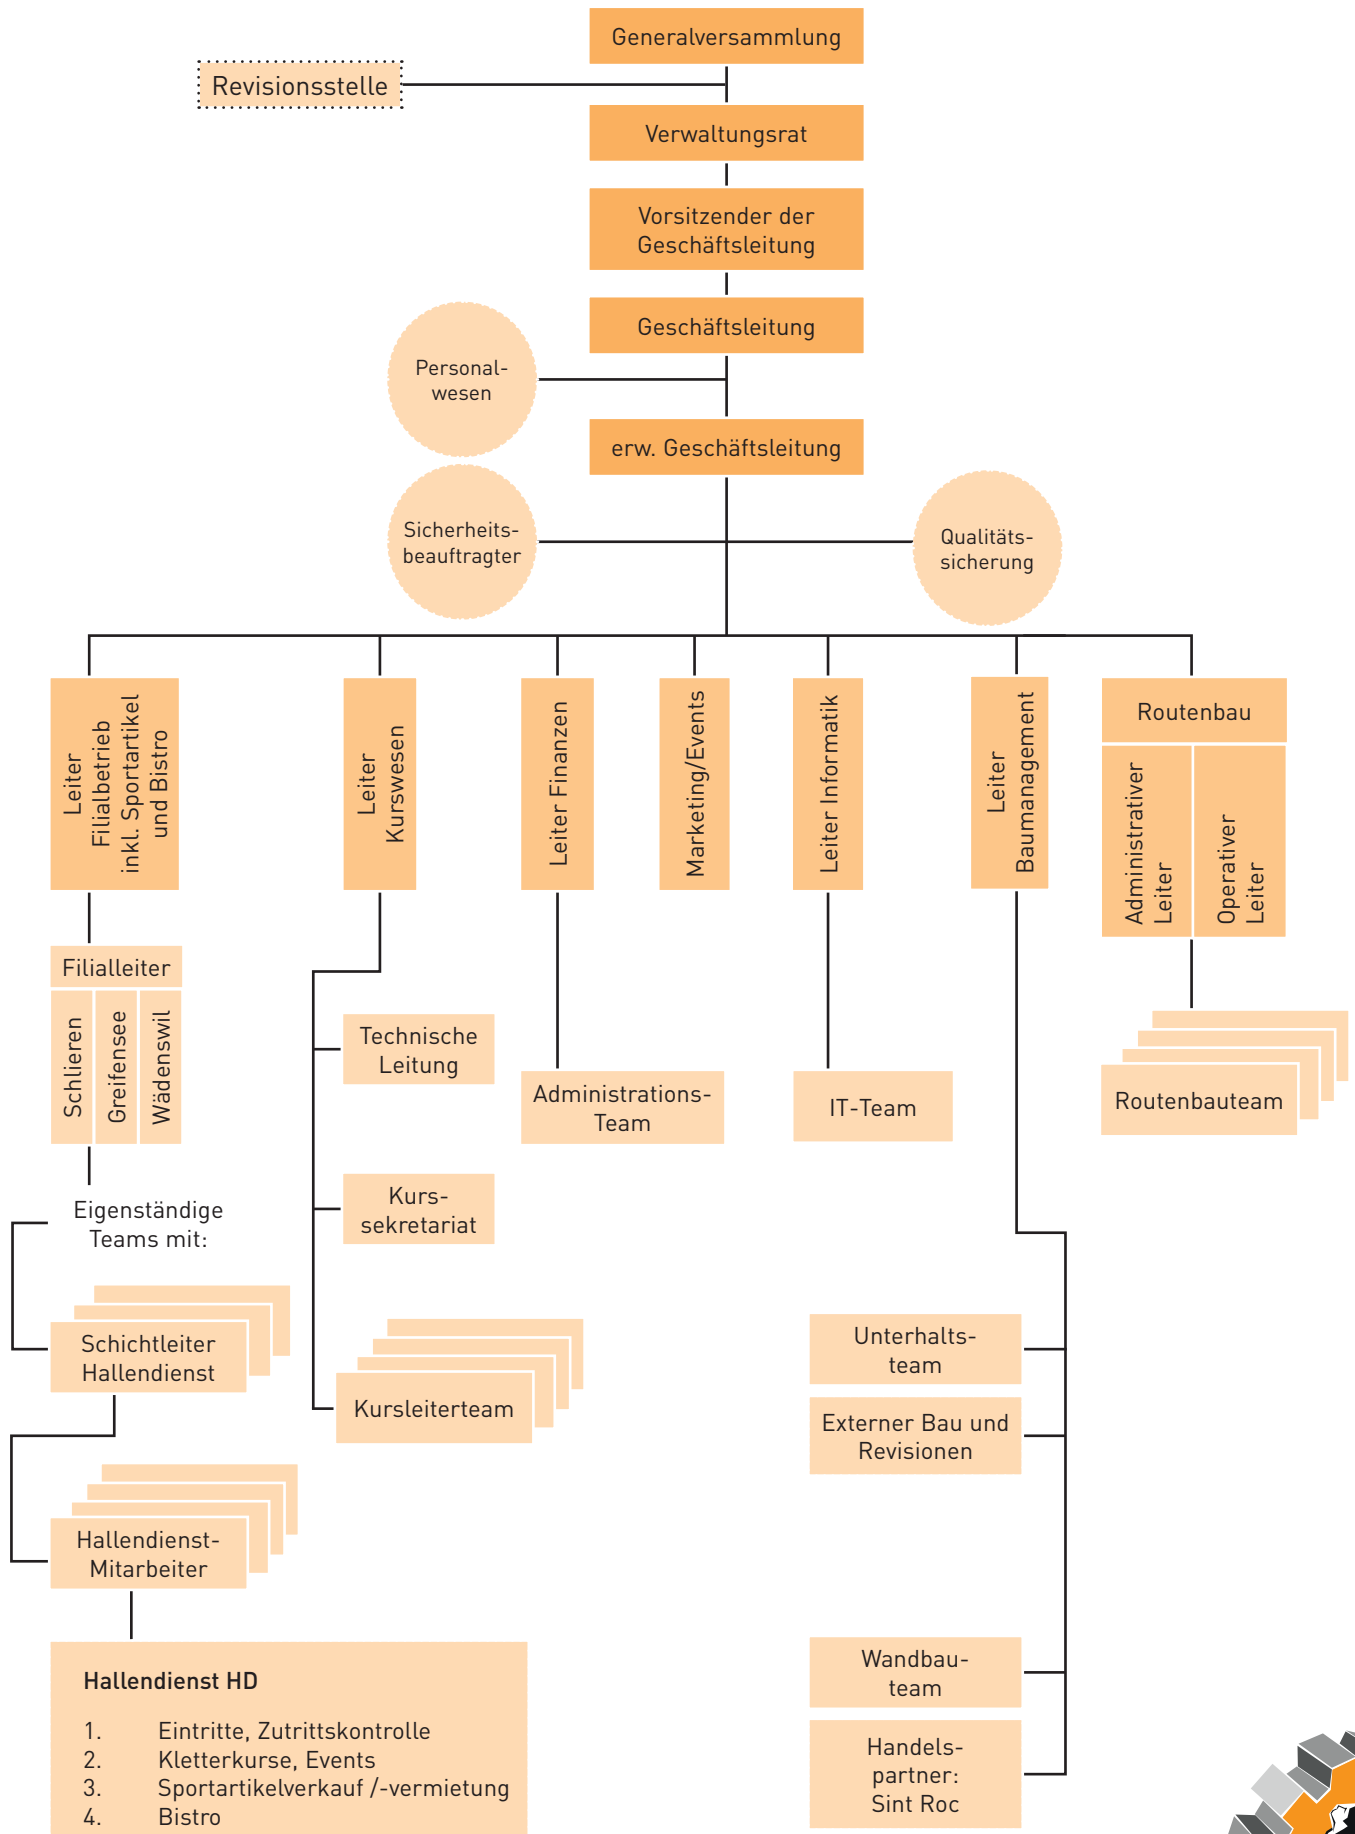 Generalversammlung
Revisionsstelle
Verwaltungsrat
Vorsitzender der
Geschäftsleitung
Geschäftsleitung
Personal-
wesen
erw. Geschäftsleitung
Sicherheits-
beauftragter
Qualitäts-
sicherung
Leiter
Filialbetrieb
inkl. Sportartikel
und Bistro
Leiter
Kurswesen
Leiter Finanzen
Marketing/Events
Leiter Informatik
Leiter
Baumanagement
Routenbau
Administrativer
Leiter
Operativer
Leiter
Filialleiter
Schlieren
Greifensee
Wädenswil
Technische
Leitung
Administrations-
Team
IT-Team
Routenbauteam
Eigenständige
Teams mit:
Kurs-
sekretariat
Schichtleiter
Hallendienst
Kursleiterteam
Unterhalts-
team
Externer Bau und
Revisionen
Hallendienst-
Mitarbeiter
Wandbau-
team
Handels-
partner:
Sint Roc
Hallendienst HD
1. Eintritte, Zutrittskontrolle
2. Kletterkurse, Events
3. Sportartikelverkauf /-vermietung
4. Bistro